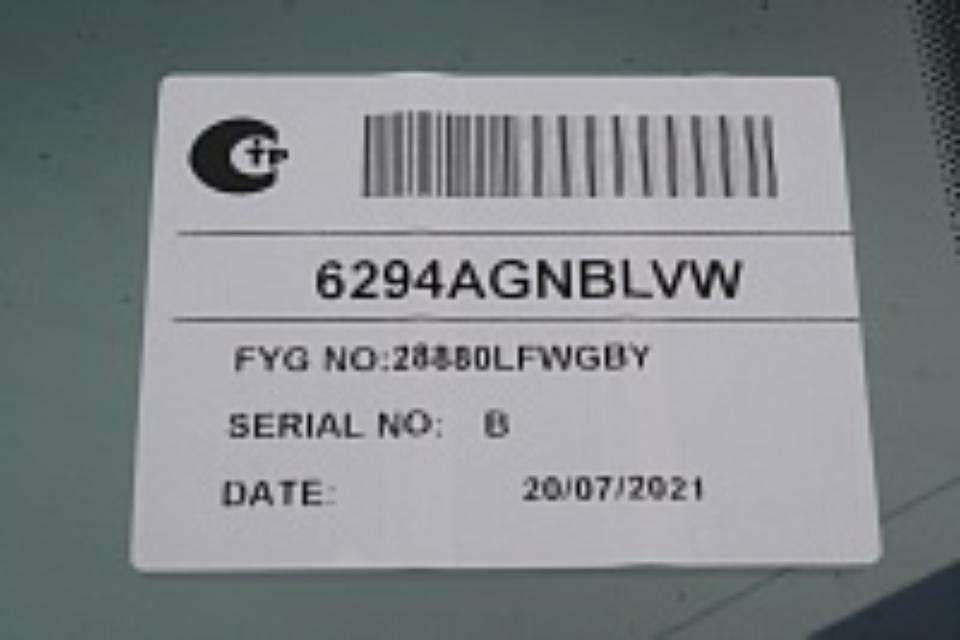 6294AGNBLVW
FYG NO:28880LFWGBY
SERIAL NO: B
DATE: 20/07/2021